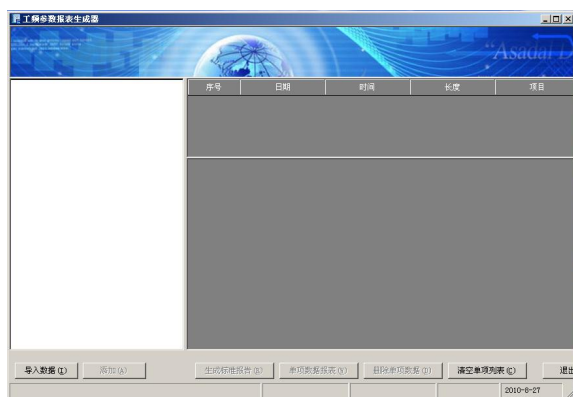 工频参数报表生成器
Asadal
序号 日期 时间 长度 项目
导入数据(I) 添加(A) 生成标准报告(R) 单项数据报表(V) 删除单项数据(D) 清空单项列表(C) 退出
2010-8-27